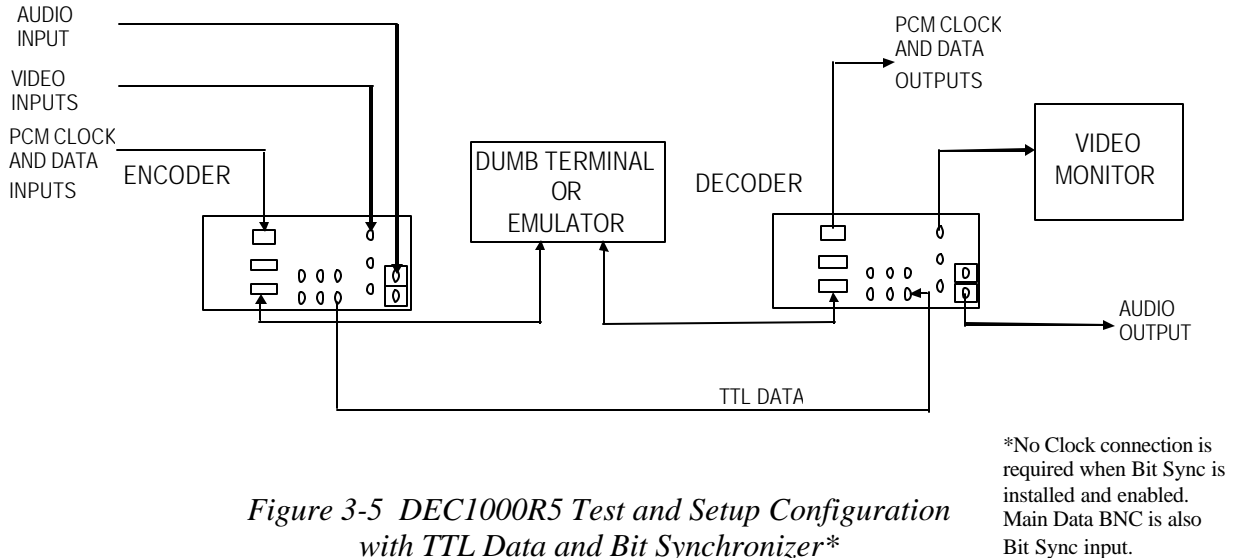 AUDIO
INPUT
VIDEO
INPUTS
PCM CLOCK
AND DATA
INPUTS
ENCODER
DUMB TERMINAL
OR
EMULATOR
DECODER
PCM CLOCK
AND DATA
OUTPUTS
VIDEO
MONITOR
AUDIO
OUTPUT
TTL DATA
*No Clock connection is
required when Bit Sync is
installed and enabled.
Main Data BNC is also
Bit Sync input.
Figure 3-5 DEC1000R5 Test and Setup Configuration
with TTL Data and Bit Synchronizer*